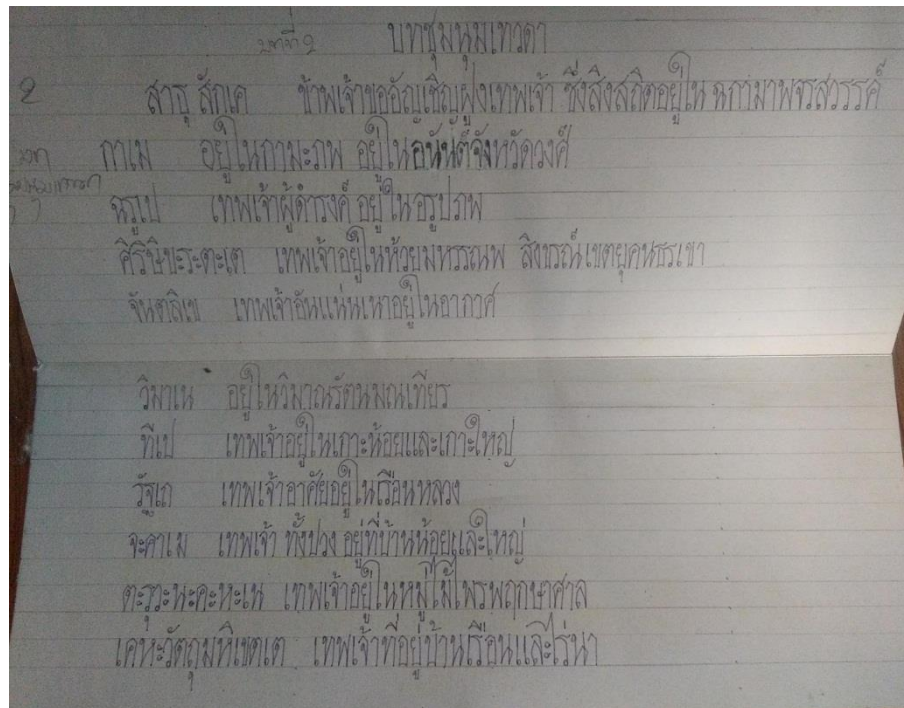 บทที่ 2 บทชุมนุมเทวดา
2 สาธุ สักเค ข้าพเจ้าขออัญเชิญฝูงเทพเจ้า ซึ่งสิงสถิตอยู่ใน ฉกามาพจรสวรรค์
กาเม อยู่ในกามะภพ อยู่ในอนันต์จังหวัดวงศ์
จรูเป เทพเจ้าผู้ดำรงค์ อยู่ในอรูปภพ
ศิริษิขะระตะเต เทพเจ้าอยู่ในห้วยมหรรณพ สิงขรณ์เขตยุคนธรเขา
จันตลิเข เทพเจ้าอันแน่นเนาอยู่ในอากาศ
วิมาเน อยู่ในวิมาณรัตนมณเทียร
ทีเป เทพเจ้าอยู่ในเกาะน้อยและเกาะใหญ่
รัฐเถ เทพเจ้าอาศัยอยู่ในเรือนหลวง
จะคาเม เทพเจ้า ทั้งปวง อยู่ที่บ้านน้อยและใหญ่
ตะรุวะนะคะหะเน เทพเจ้าอยู่ในหมู่ไม้ไพรพฤกษาศาล
เคหะวัตถุมหิเขตเต เทพเจ้าที่อยู่บ้านเรือนและไร่นา